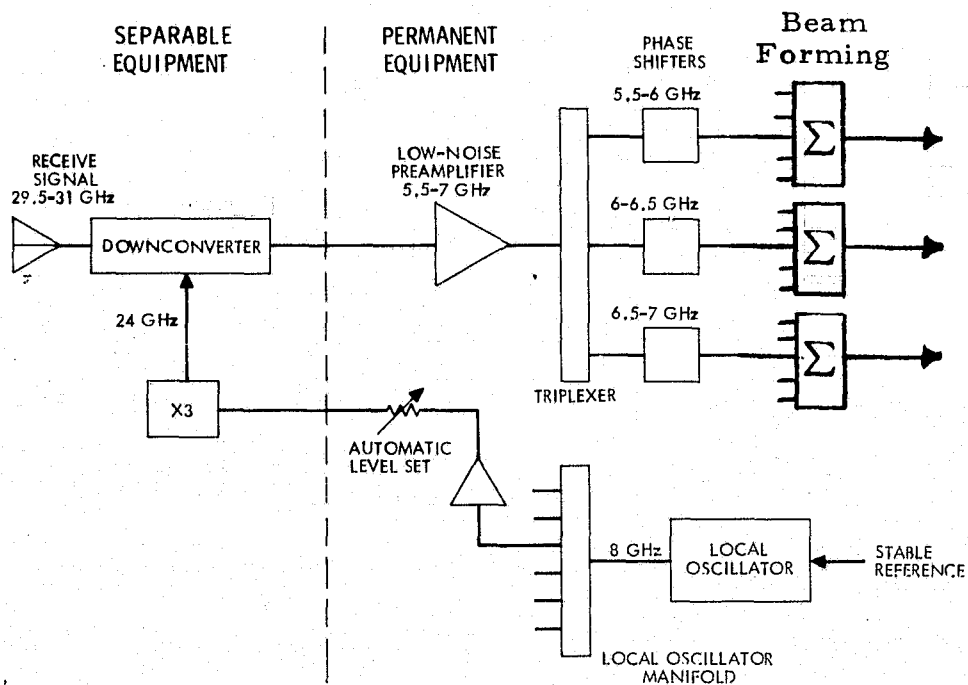 SEPARABLE
EQUIPMENT
PERMANENT
EQUIPMENT
PHASE
SHIFTERS
5.5-6 GHz
Beam
Forming
RECEIVE
SIGNAL
29.5-31 GHz
LOW-NOISE
PREAMPLIFIER
5.5-7 GHz
Σ
DOWNCONVERTER
6-6.5 GHz
Σ
24 GHz
6.5-7 GHz
Σ
X3
TRIPLEXER
AUTOMATIC
LEVEL SET
8 GHz
LOCAL
OSCILLATOR
STABLE
REFERENCE
LOCAL OSCILLATOR
MANIFOLD